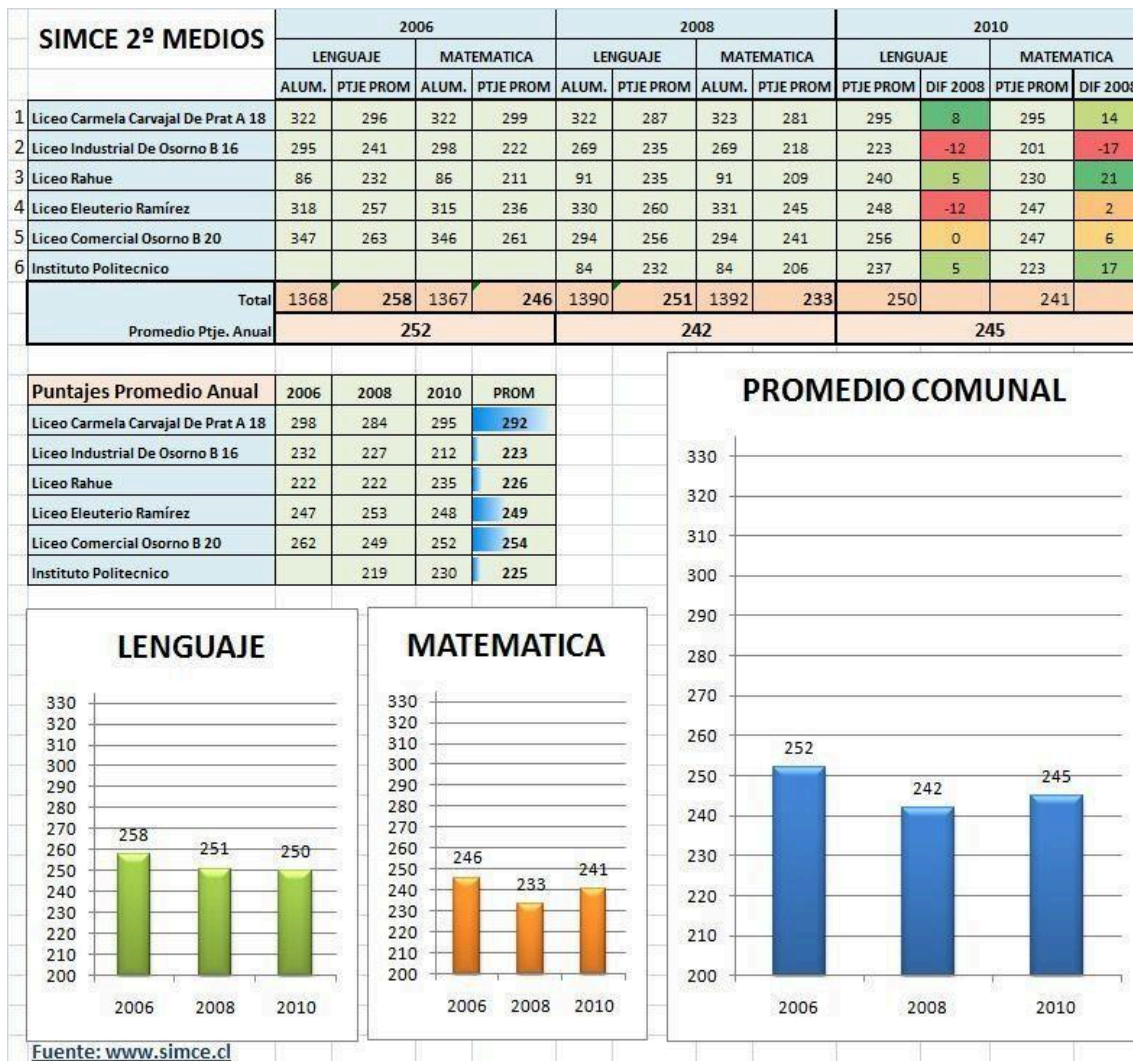 SIMCE 2º MEDIOS
2006 2008 2010
LENGUAJE MATEMATICA LENGUAJE MATEMATICA LENGUAJE MATEMATICA
ALUM. PTJE PROM ALUM. PTJE PROM ALUM. PTJE PROM ALUM. PTJE PROM PTJE PROM DIF 2008 PTJE PROM DIF 2008
1 Liceo Carmela Carvajal De Prat A 18 322 296 322 299 322 287 323 281 295 8 295 14
2 Liceo Industrial De Osorno B 16 295 241 298 222 269 235 269 218 223 -12 201 -17
3 Liceo Rahue 86 232 86 211 91 235 91 209 240 5 230 21
4 Liceo Eleuterio Ramírez 318 257 315 236 330 260 331 245 248 -12 247 2
5 Liceo Comercial Osorno B 20 347 263 346 261 294 256 294 241 256 0 247 6
6 Instituto Politecnico 84 232 84 206 237 5 223 17
Total 1368 258 1367 246 1390 251 1392 233 250 241
Promedio Ptje. Anual 252 242 245
Puntajes Promedio Anual 2006 2008 2010 PROM
Liceo Carmela Carvajal De Prat A 18 298 284 295 292
Liceo Industrial De Osorno B 16 232 227 212 223
Liceo Rahue 222 222 235 226
Liceo Eleuterio Ramírez 247 253 248 249
Liceo Comercial Osorno B 20 262 249 252 254
Instituto Politecnico 219 230 225
PROMEDIO COMUNAL
330
320
310
300
290
280
270
260
250
240
230
220
210
200
252
242
245
2006 2008 2010
LENGUAJE
330
320
310
300
290
280
270
260
250
240
230
220
210
200
258
251
250
2006 2008 2010
MATEMATICA
330
320
310
300
290
280
270
260
250
240
230
220
210
200
246
233
241
2006 2008 2010
Fuente: www.simce.cl